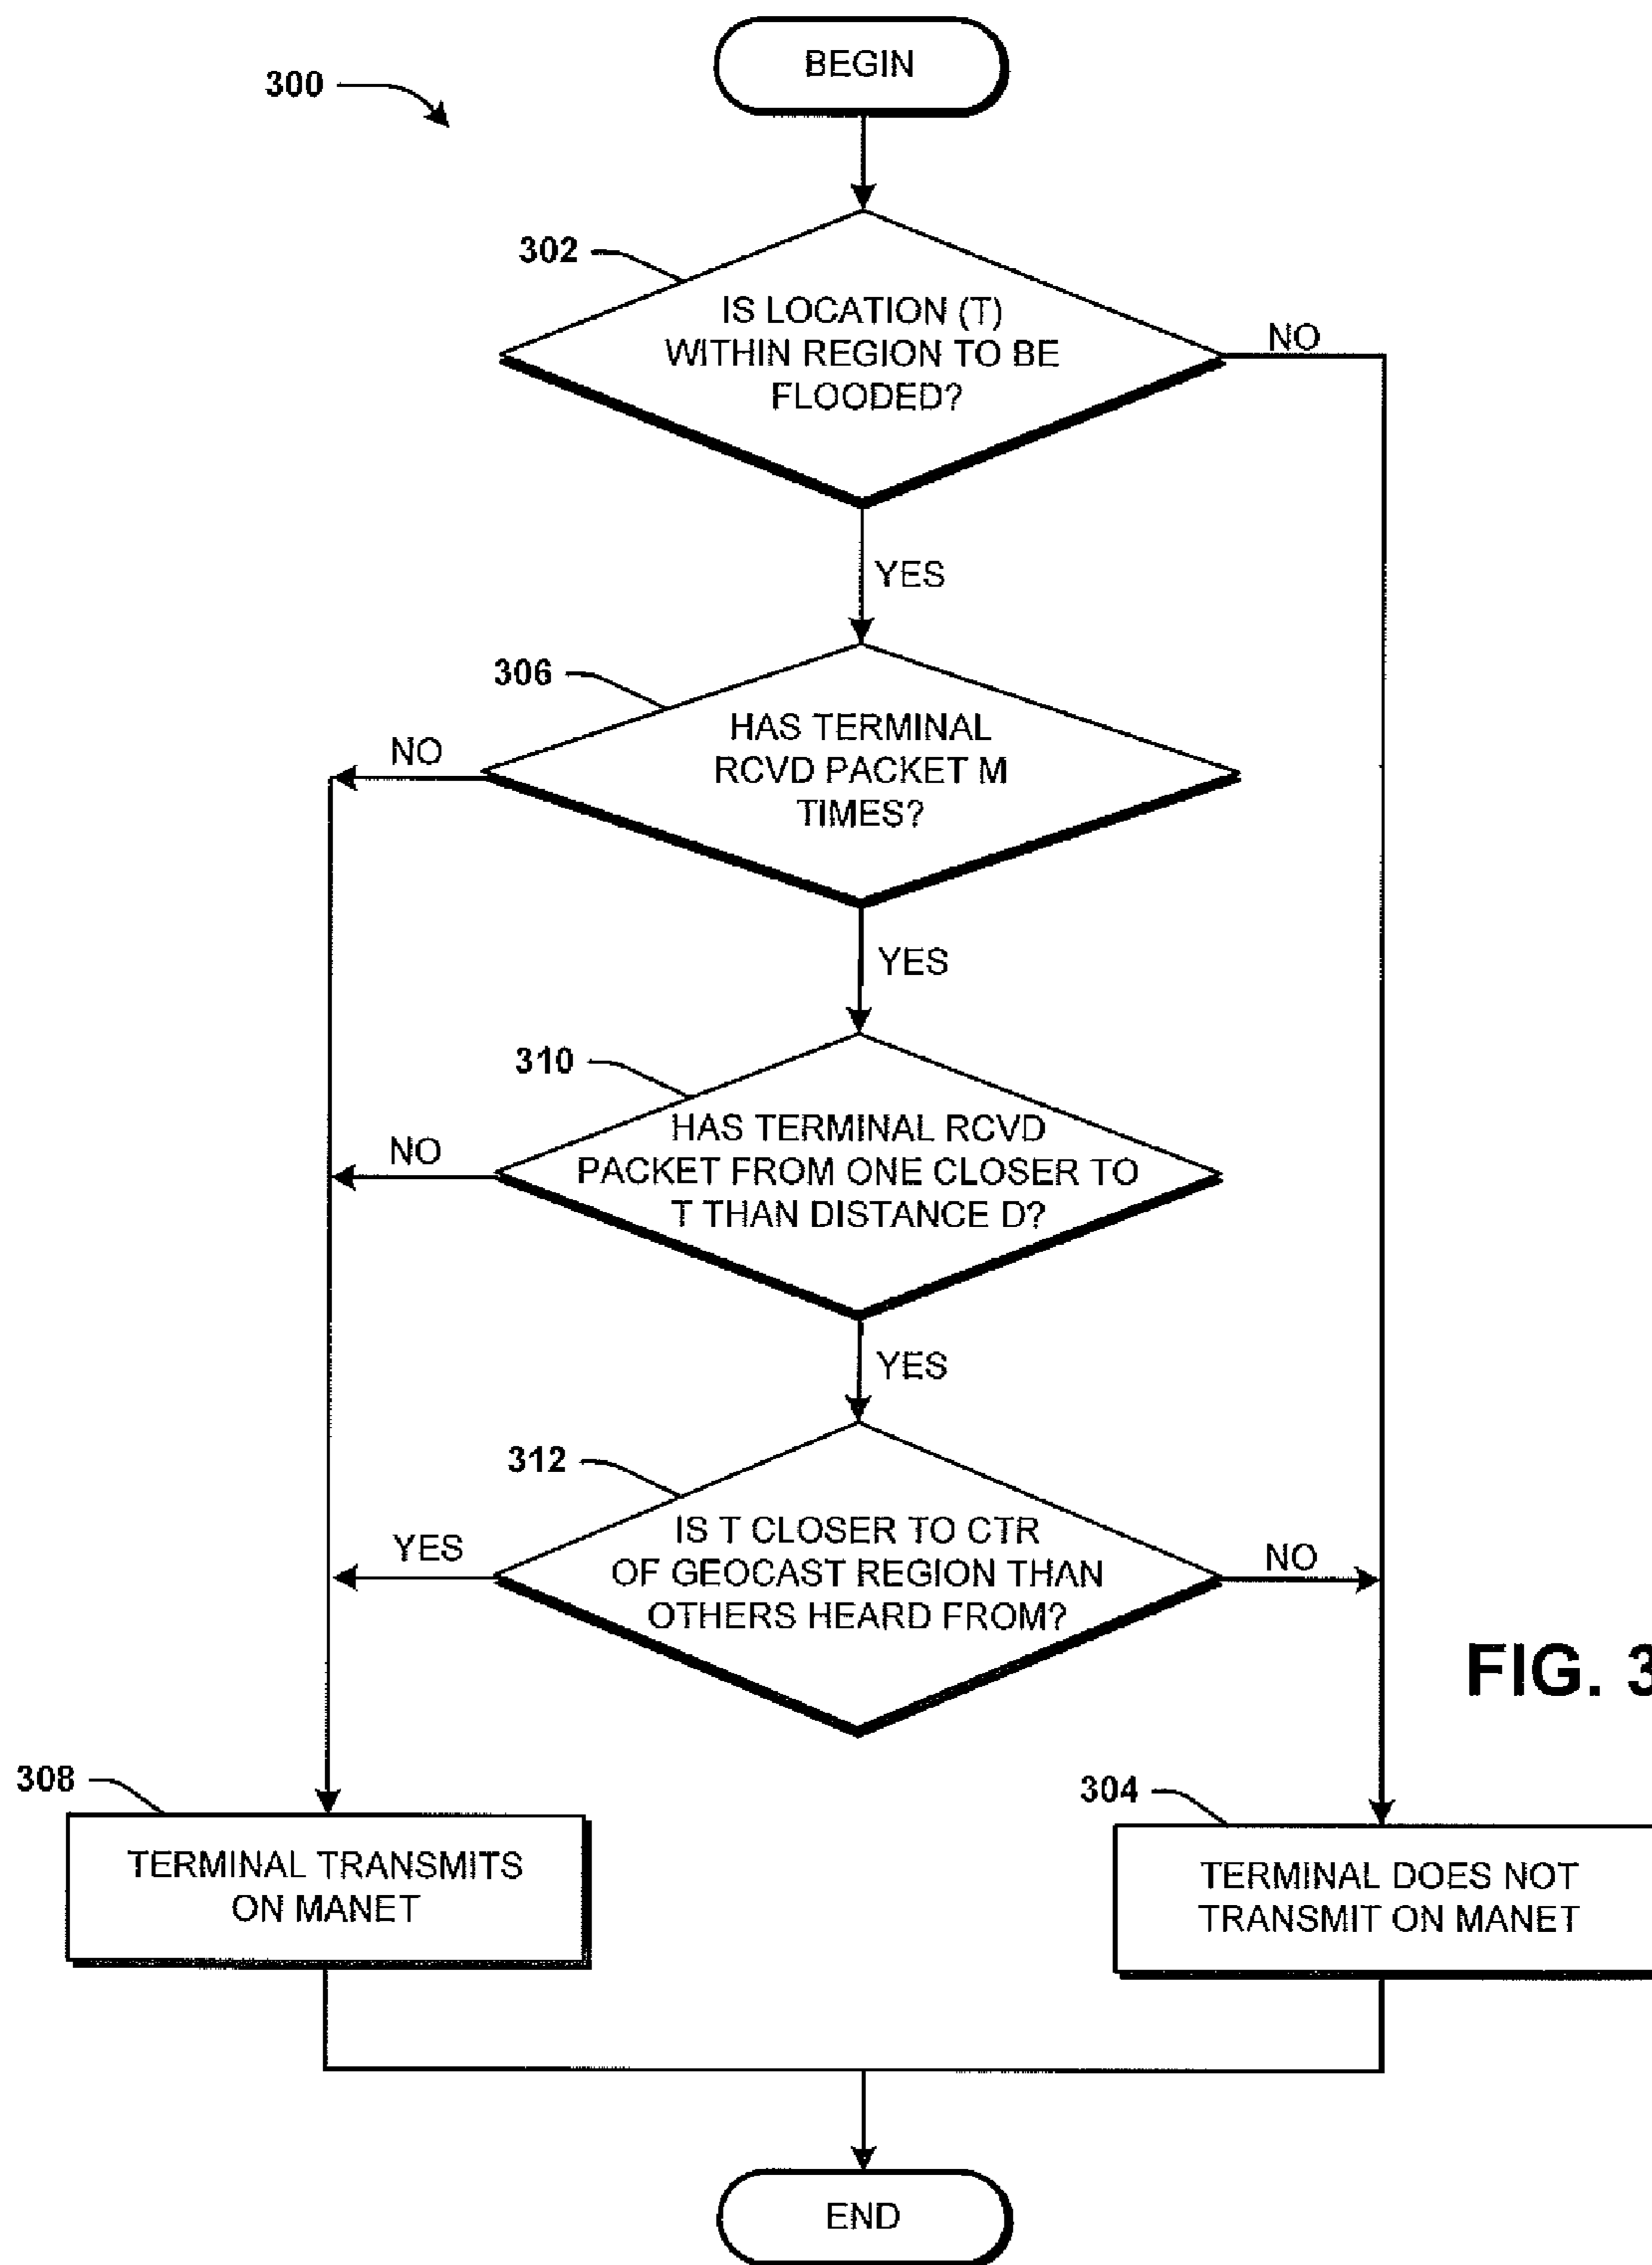 BEGIN
300
302
IS LOCATION (T)
WITHIN REGION TO BE
FLOODED?
NO
YES
306
HAS TERMINAL
RCVD PACKET M
TIMES?
NO
YES
310
HAS TERMINAL RCVD
PACKET FROM ONE CLOSER TO
T THAN DISTANCE D?
NO
YES
312
IS T CLOSER TO CTR
OF GEOCAST REGION THAN
OTHERS HEARD FROM?
YES
NO
FIG. 3
308
TERMINAL TRANSMITS
ON MANET
304
TERMINAL DOES NOT
TRANSMIT ON MANET
END